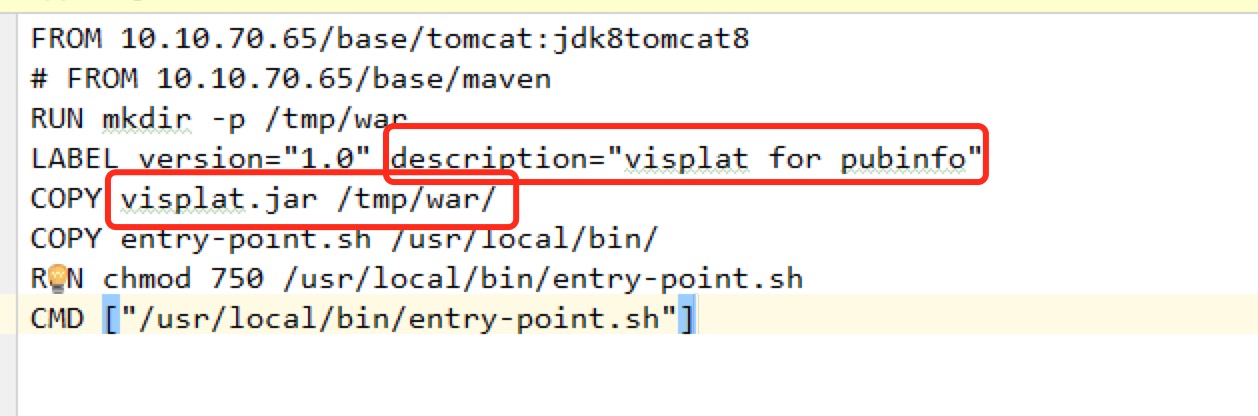 FROM 10.10.70.65/base/tomcat:jdk8tomcat8
# FROM 10.10.70.65/base/maven
RUN mkdir -p /tmp/war
LABEL version="1.0" description="visplat for pubinfo"
COPY visplat.jar /tmp/war/
COPY entry-point.sh /usr/local/bin/
RUN chmod 750 /usr/local/bin/entry-point.sh
CMD ["/usr/local/bin/entry-point.sh"]